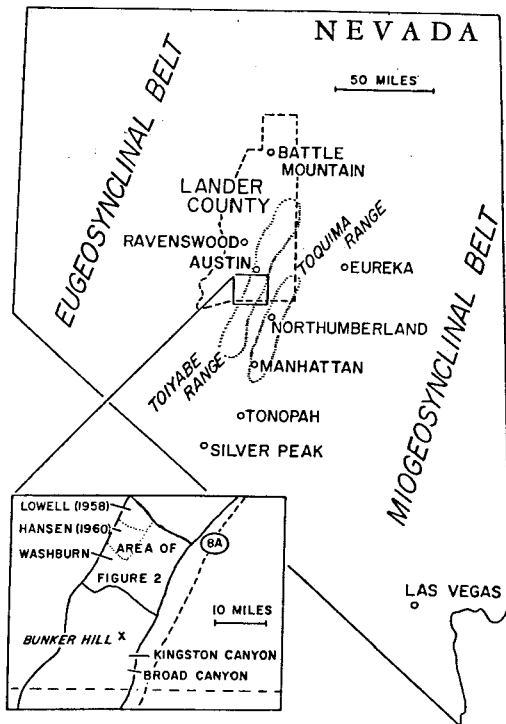 NEVADA
50 MILES
EUGEOSYNCLINAL BELT
BATTLE
MOUNTAIN
LANDER
COUNTY
RAVENSWOOD
AUSTIN
TOQUIMA RANGE
EUREKA
NORTHUMBERLAND
TOIYABE
RANGE
MANHATTAN
TONOPAH
SILVER PEAK
MIOGEOSYNCLINAL BELT
LAS VEGAS
LOWELL (1958)
HANSEN (1960)
WASHBURN
AREA OF
FIGURE 2
8A
10 MILES
BUNKER HILL x
KINGSTON CANYON
BROAD CANYON